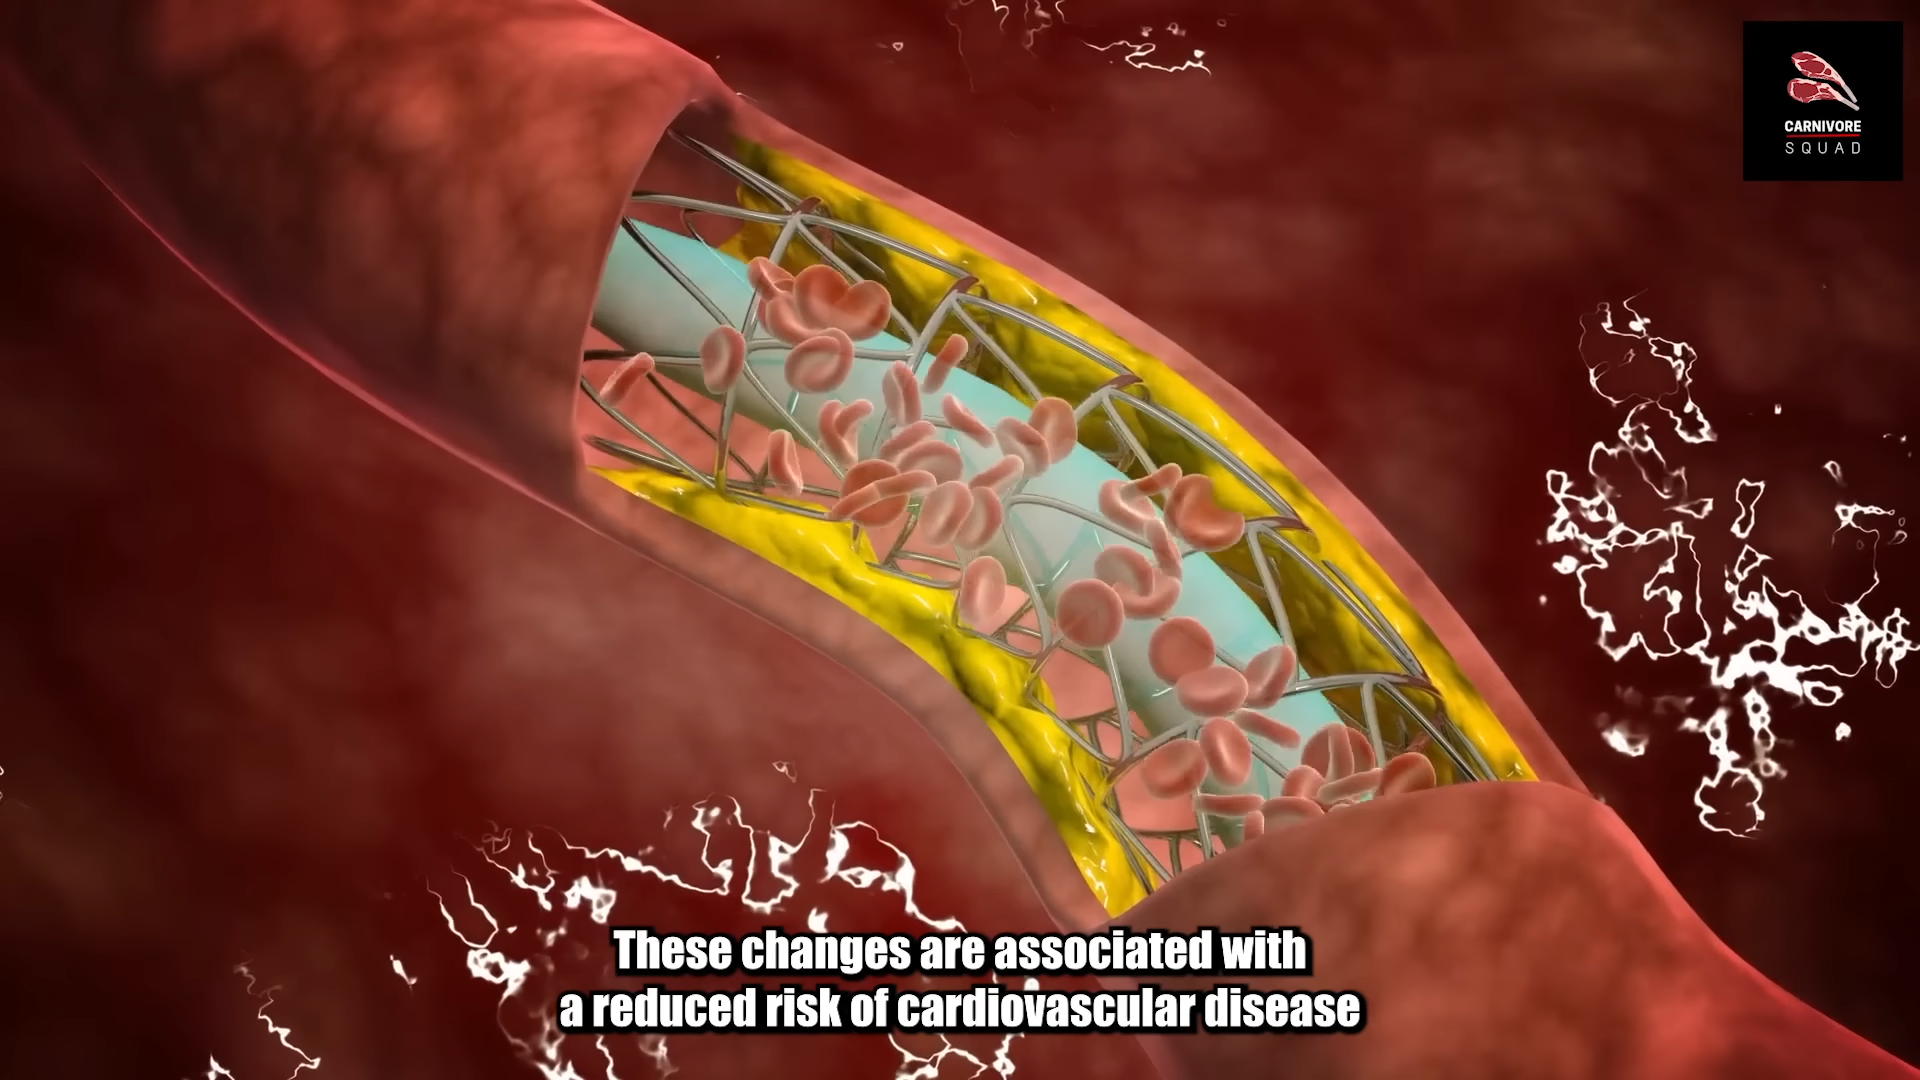 CARNIVORE
SQUAD
These changes are associated with
a reduced risk of cardiovascular disease